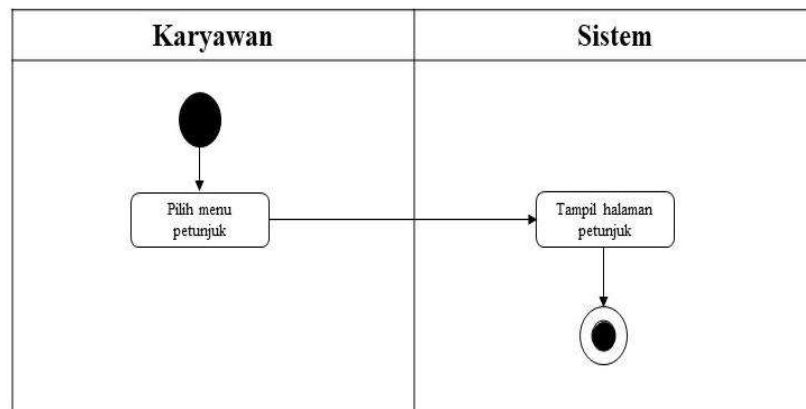 Karyawan
Sistem
Pilih menu
petunjuk
Tampil halaman
petunjuk